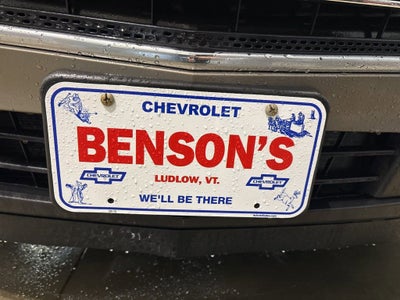 CHEVROLET
BENSON'S
LUDLOW, VT.
CHEVROLET CHEVROLET
WE'LL BE THERE